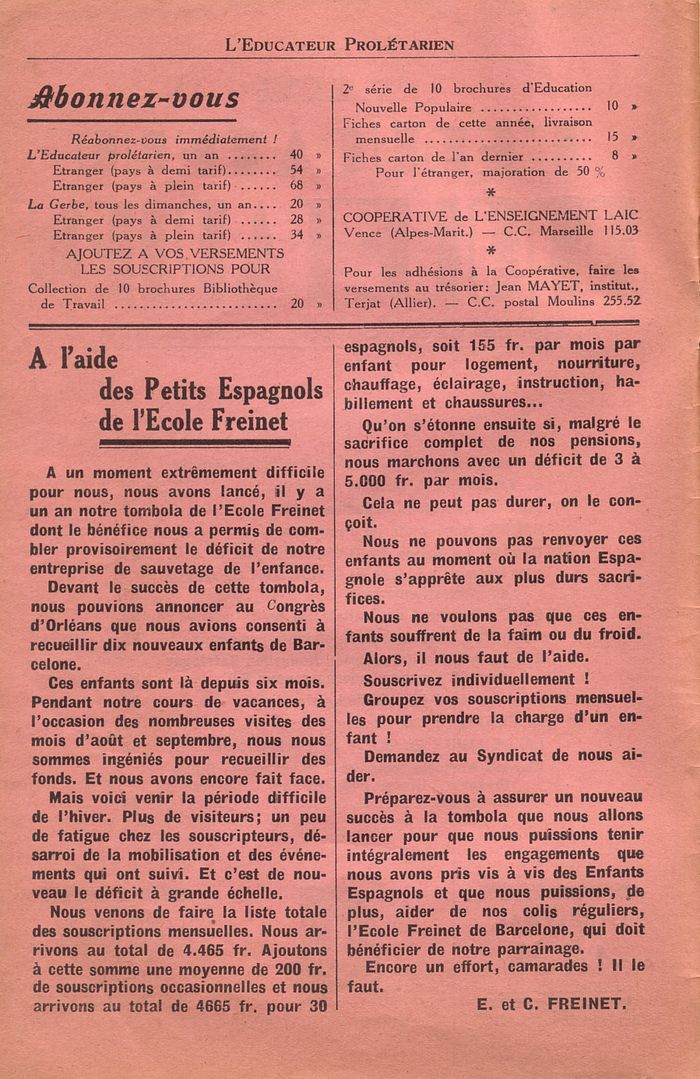 L'EDUCATEUR PROLÉTARIEN
Abonnez-vous
Réabonnez-vous immédiatement !
L'Educateur prolétarien, un an ........ 40 »
Etranger (pays à demi tarif)........ 54 »
Etranger (pays à plein tarif) ...... 68 »
La Gerbe, tous les dimanches, un an.... 20 »
Etranger (pays à demi tarif) ...... 28 »
Etranger (pays à plein tarif) ...... 34 »
AJOUTEZ A VOS VERSEMENTS
LES SOUSCRIPTIONS POUR
Collection de 10 brochures Bibliothèque
de Travail ........................ 20 »
2e série de 10 brochures d'Education
Nouvelle Populaire ................. 10 »
Fiches carton de cette année, livraison
mensuelle .......................... 15 »
Fiches carton de l'an dernier .......... 8 »
Pour l'étranger, majoration de 50 %
*
COOPERATIVE de L'ENSEIGNEMENT LAIC
Vence (Alpes-Marit.) — C.C. Marseille 115.03
*
Pour les adhésions à la Coopérative, faire les
versements au trésorier: Jean MAYET, institut.,
Terjat (Allier). — C.C. postal Moulins 255.52
A l'aide
des Petits Espagnols
de l'Ecole Freinet
A un moment extrêmement difficile
pour nous, nous avons lancé, il y a
un an notre tombola de l'Ecole Freinet
dont le bénéfice nous a permis de com-
bler provisoirement le déficit de notre
entreprise de sauvetage de l'enfance.
Devant le succès de cette tombola,
nous pouvions annoncer au Congrès
d'Orléans que nous avions consenti à
recueillir dix nouveaux enfants de Bar-
celone.
Ces enfants sont là depuis six mois.
Pendant notre cours de vacances, à
l'occasion des nombreuses visites des
mois d'août et septembre, nous nous
sommes ingéniés pour recueillir des
fonds. Et nous avons encore fait face.
Mais voici venir la période difficile
de l'hiver. Plus de visiteurs; un peu
de fatigue chez les souscripteurs, dé-
sarroi de la mobilisation et des événe-
ments qui ont suivi. Et c'est de nou-
veau le déficit à grande échelle.
Nous venons de faire la liste totale
des souscriptions mensuelles. Nous ar-
rivons au total de 4.465 fr. Ajoutons
à cette somme une moyenne de 200 fr.
de souscriptions occasionnelles et nous
arrivons au total de 4665 fr. pour 30
espagnols, soit 155 fr. par mois par
enfant pour logement, nourriture,
chauffage, éclairage, instruction, ha-
billement et chaussures...
Qu'on s'étonne ensuite si, malgré le
sacrifice complet de nos pensions,
nous marchons avec un déficit de 3 à
5.000 fr. par mois.
Cela ne peut pas durer, on le con-
çoit.
Nous ne pouvons pas renvoyer ces
enfants au moment où la nation Espa-
gnole s'apprête aux plus durs sacri-
fices.
Nous ne voulons pas que ces en-
fants souffrent de la faim ou du froid.
Alors, il nous faut de l'aide.
Souscrivez individuellement !
Groupez vos souscriptions mensuel-
les pour prendre la charge d'un en-
fant !
Demandez au Syndicat de nous ai-
der.
Préparez-vous à assurer un nouveau
succès à la tombola que nous allons
lancer pour que nous puissions tenir
intégralement les engagements que
nous avons pris vis à vis des Enfants
Espagnols et que nous puissions, de
plus, aider de nos colis réguliers,
l'Ecole Freinet de Barcelone, qui doit
bénéficier de notre parrainage.
Encore un effort, camarades ! Il le
faut.
E. et C. FREINET.